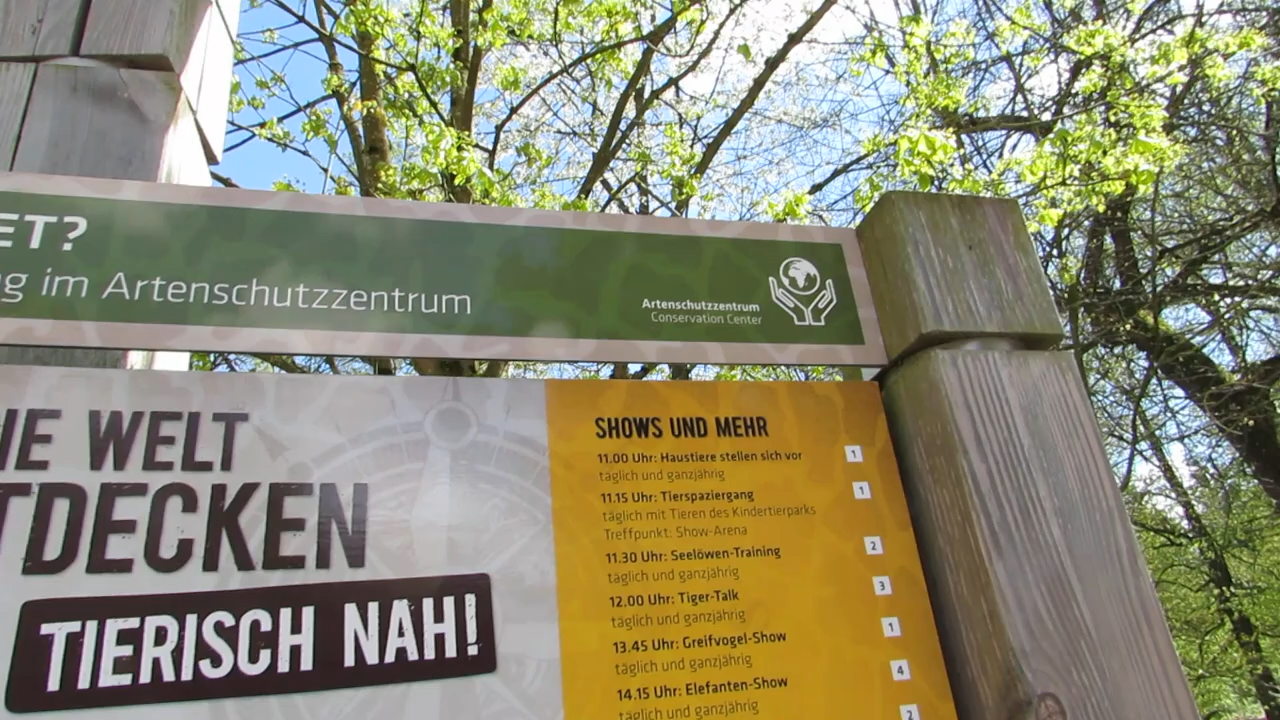 ET?
g im Artenschutzzentrum
Artenschutzzentrum
Conservation Center
IE WELT
TDECKEN
TIERISCH NAH!
SHOWS UND MEHR
11.00 Uhr: Haustiere stellen sich vor 1
täglich und ganzjährig
11.15 Uhr: Tierspaziergang 1
täglich mit Tieren des Kindertierparks
Treffpunkt: Show-Arena
11.30 Uhr: Seelöwen-Training 2
täglich und ganzjährig
12.00 Uhr: Tiger-Talk 3
täglich und ganzjährig
13.45 Uhr: Greifvogel-Show 1
täglich und ganzjährig
14.15 Uhr: Elefanten-Show 4
täglich und ganzjährig
2